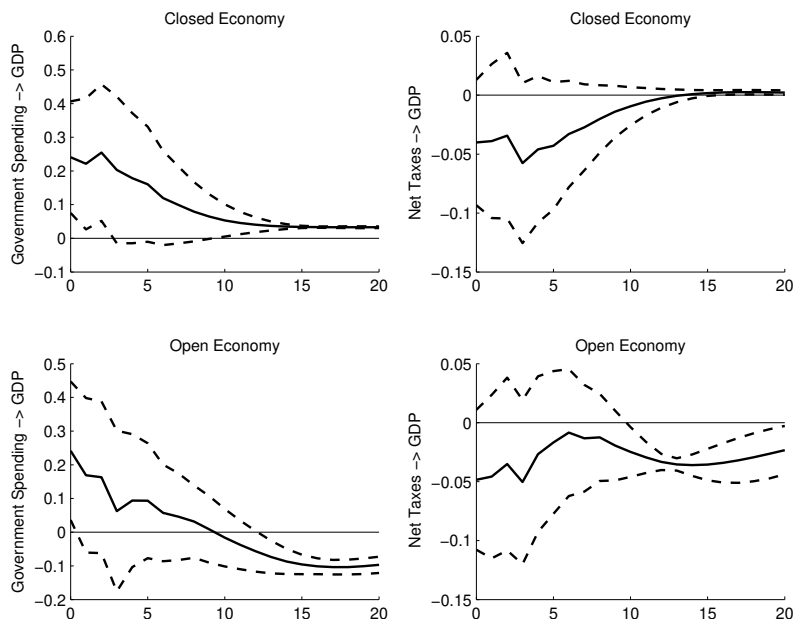 Closed Economy
Government Spending −> GDP
0.6
0.5
0.4
0.3
0.2
0.1
0
−0.1
0 5 10 15 20
Closed Economy
Net Taxes −> GDP
0.05
0
−0.05
−0.1
−0.15
0 5 10 15 20
Open Economy
Government Spending −> GDP
0.5
0.4
0.3
0.2
0.1
0
−0.1
−0.2
0 5 10 15 20
Open Economy
Net Taxes −> GDP
0.05
0
−0.05
−0.1
−0.15
0 5 10 15 20